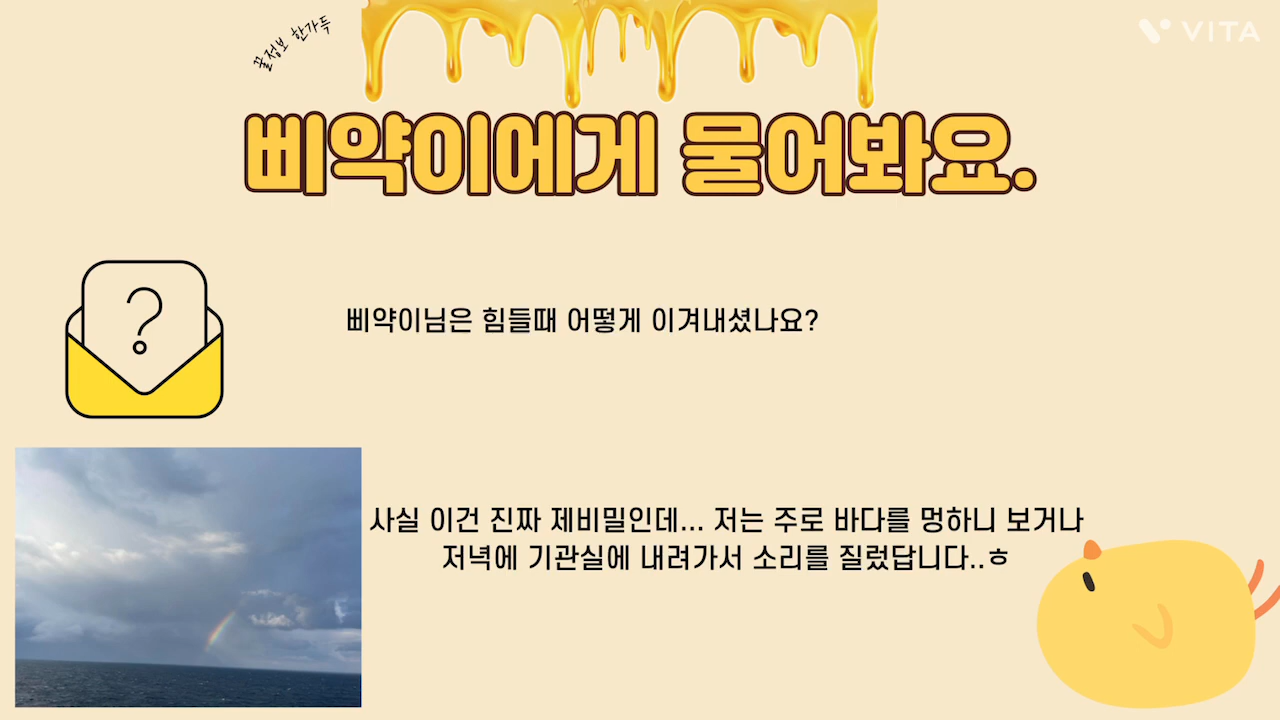 꿀정보 한가득
VITA
삐약이에게 물어봐요.
삐약이님은 힘들때 어떻게 이겨내셨나요?
사실 이건 진짜 제비밀인데... 저는 주로 바다를 멍하니 보거나
저녁에 기관실에 내려가서 소리를 질렀답니다..ㅎ